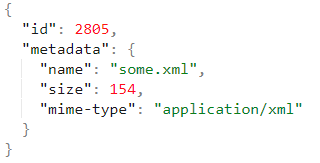 {
  "id": 2805,
  "metadata": {
    "name": "some.xml",
    "size": 154,
    "mime-type": "application/xml"
  }
}